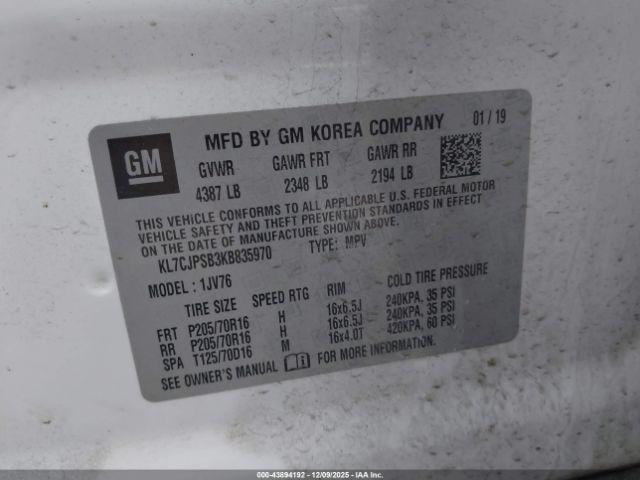 GM
MFD BY GM KOREA COMPANY 01 / 19
GVWR GAWR FRT GAWR RR
4387 LB 2348 LB 2194 LB
THIS VEHICLE CONFORMS TO ALL APPLICABLE U.S. FEDERAL MOTOR
VEHICLE SAFETY AND THEFT PREVENTION STANDARDS IN EFFECT
ON THE DATE OF MANUFACTURE SHOWN ABOVE.
KL7CJPSB3KB835970 TYPE: MPV
MODEL : 1JV76
TIRE SIZE SPEED RTG RIM COLD TIRE PRESSURE
FRT P205/70R16 H 16x6.5J 240KPA, 35 PSI
RR P205/70R16 H 16x6.5J 240KPA, 35 PSI
SPA T125/70D16 M 16x4.0T 420KPA, 60 PSI
SEE OWNER'S MANUAL FOR MORE INFORMATION.
000-43894192 - 12/09/2025 - IAA Inc.